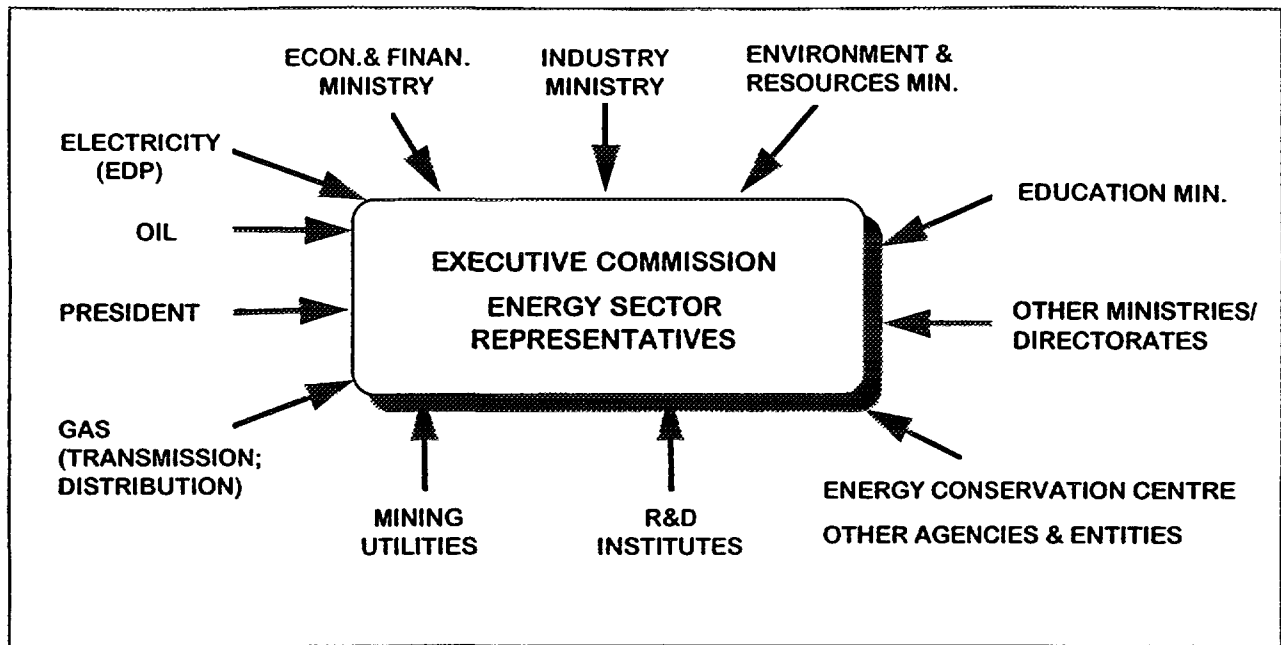 ECON.& FINAN.
MINISTRY
INDUSTRY
MINISTRY
ENVIRONMENT &
RESOURCES MIN.
ELECTRICITY
(EDP)
EDUCATION MIN.
OIL
EXECUTIVE COMMISSION
ENERGY SECTOR
REPRESENTATIVES
PRESIDENT
OTHER MINISTRIES/
DIRECTORATES
GAS
(TRANSMISSION;
DISTRIBUTION)
MINING
UTILITIES
R&D
INSTITUTES
ENERGY CONSERVATION CENTRE
OTHER AGENCIES & ENTITIES